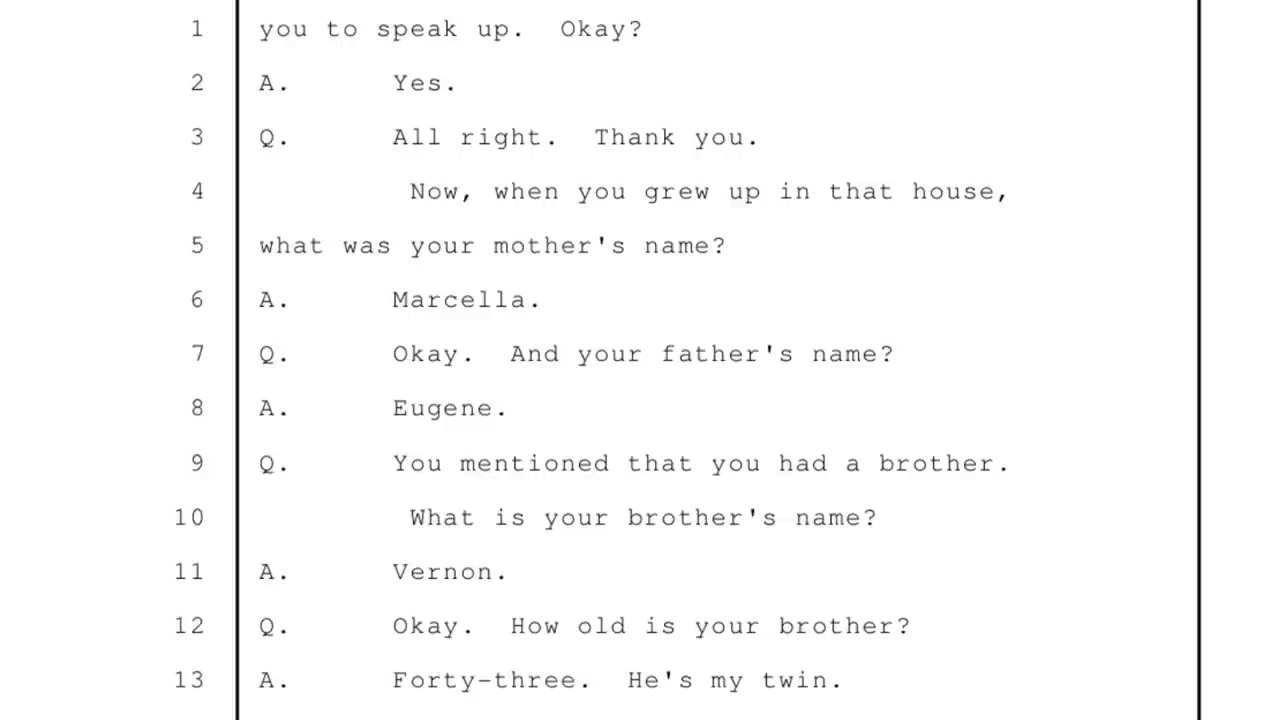 1 you to speak up.  Okay?
2 A.      Yes.
3 Q.      All right.  Thank you.
4          Now, when you grew up in that house,
5 what was your mother's name?
6 A.      Marcella.
7 Q.      Okay.  And your father's name?
8 A.      Eugene.
9 Q.      You mentioned that you had a brother.
10          What is your brother's name?
11 A.      Vernon.
12 Q.      Okay.  How old is your brother?
13 A.      Forty-three.  He's my twin.